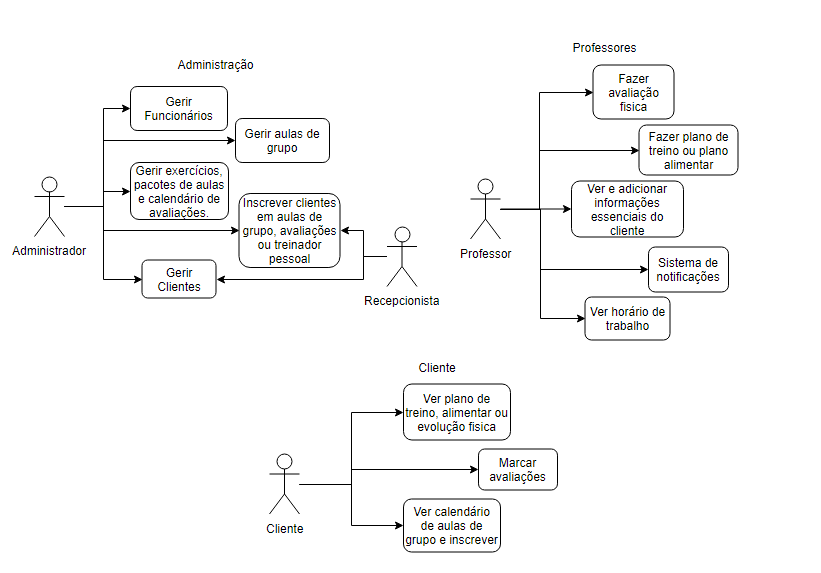 Administração
Gerir
Funcionários
Gerir aulas de
grupo
Gerir exercícios,
pacotes de aulas
e calendário de
avaliações.
Inscrever clientes
em aulas de
grupo, avaliações
ou treinador
pessoal
Gerir
Clientes
Administrador
Recepcionista
Professores
Fazer
avaliação
fisica
Fazer plano de
treino ou plano
alimentar
Ver e adicionar
informações
essenciais do
cliente
Sistema de
notificações
Ver horário de
trabalho
Professor
Cliente
Ver plano de
treino, alimentar ou
evolução fisica
Marcar
avaliações
Ver calendário
de aulas de
grupo e inscrever
Cliente